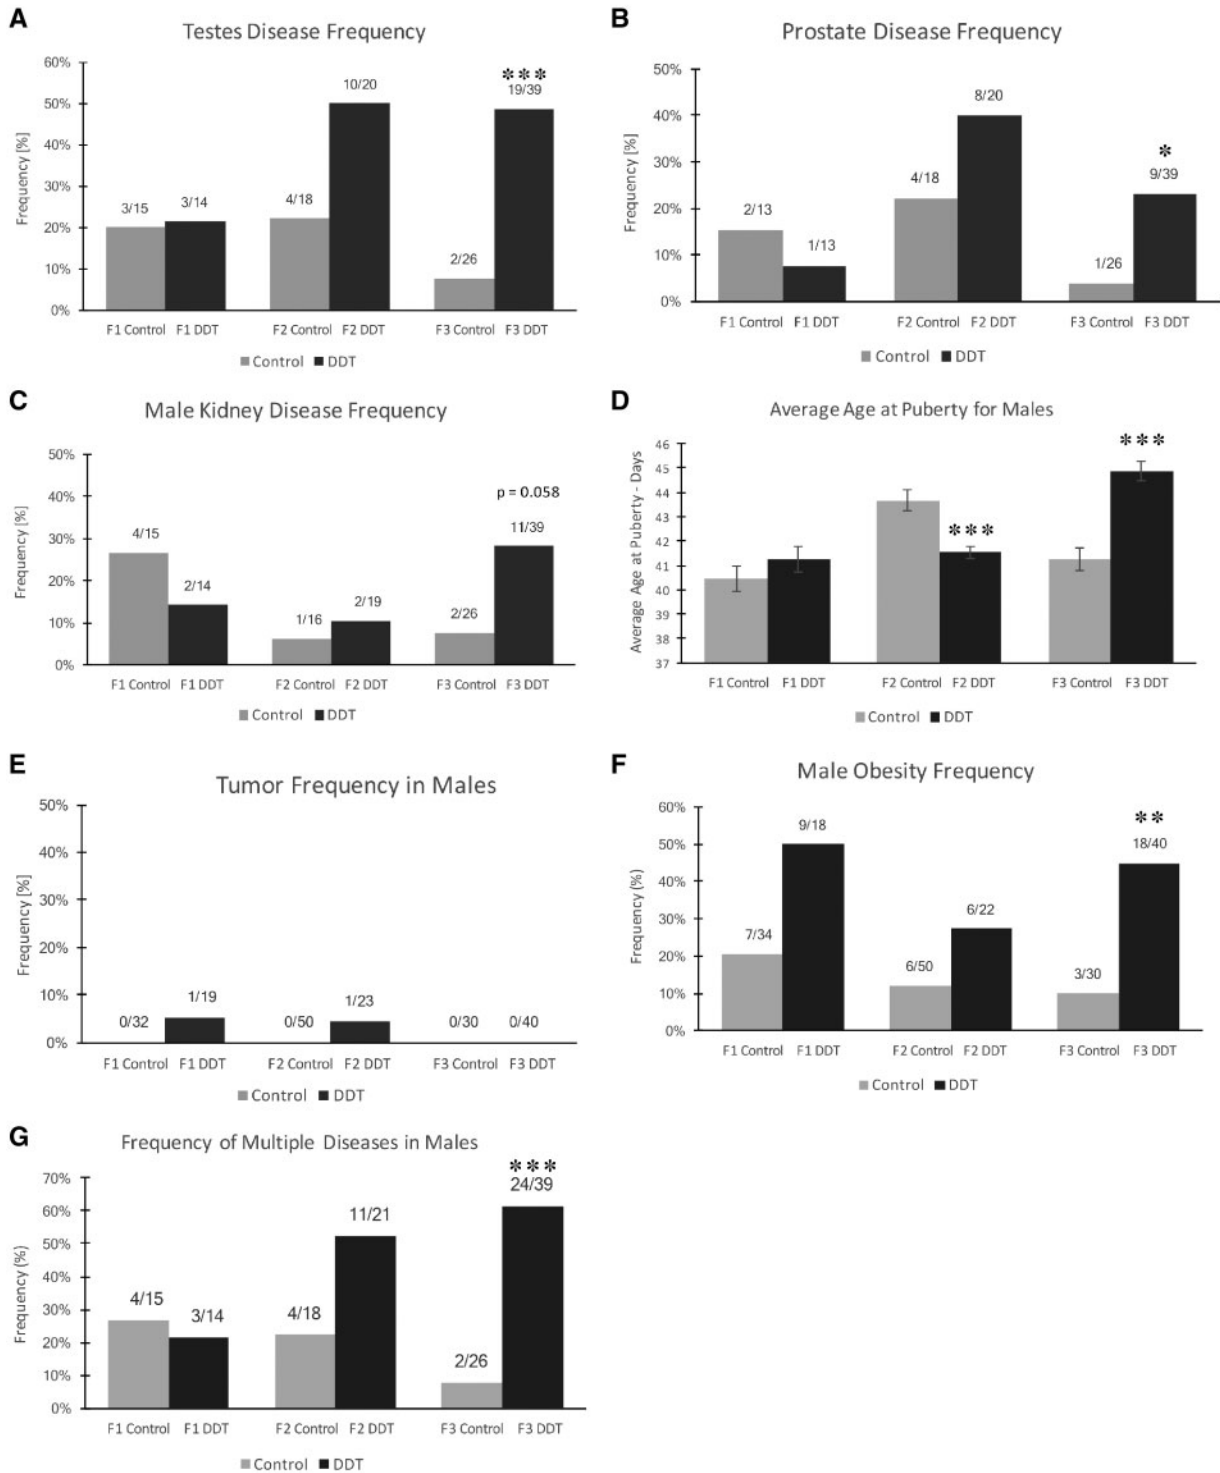 A
Testes Disease Frequency
60%
50%
40%
30%
20%
10%
0%
Frequency [%]
3/15
3/14
4/18
10/20
2/26
***
19/39
F1 Control F1 DDT F2 Control F2 DDT F3 Control F3 DDT
Control DDT
B
Prostate Disease Frequency
50%
40%
30%
20%
10%
0%
Frequency [%]
2/13
1/13
4/18
8/20
1/26
*
9/39
F1 Control F1 DDT F2 Control F2 DDT F3 Control F3 DDT
Control DDT
C
Male Kidney Disease Frequency
50%
40%
30%
20%
10%
0%
Frequency [%]
4/15
2/14
1/16
2/19
2/26
p = 0.058
11/39
F1 Control F1 DDT F2 Control F2 DDT F3 Control F3 DDT
Control DDT
D
Average Age at Puberty for Males
46
45
44
43
42
41
40
39
38
37
Average Age at Puberty - Days
***
***
F1 Control F1 DDT F2 Control F2 DDT F3 Control F3 DDT
Control DDT
E
Tumor Frequency in Males
50%
40%
30%
20%
10%
0%
Frequency [%]
0/32
1/19
0/50
1/23
0/30
0/40
F1 Control F1 DDT F2 Control F2 DDT F3 Control F3 DDT
Control DDT
F
Male Obesity Frequency
60%
50%
40%
30%
20%
10%
0%
Frequency (%)
7/34
9/18
6/50
6/22
3/30
**
18/40
F1 Control F1 DDT F2 Control F2 DDT F3 Control F3 DDT
Control DDT
G
Frequency of Multiple Diseases in Males
70%
60%
50%
40%
30%
20%
10%
0%
Frequency (%)
4/15
3/14
4/18
11/21
2/26
***
24/39
F1 Control F1 DDT F2 Control F2 DDT F3 Control F3 DDT
Control DDT